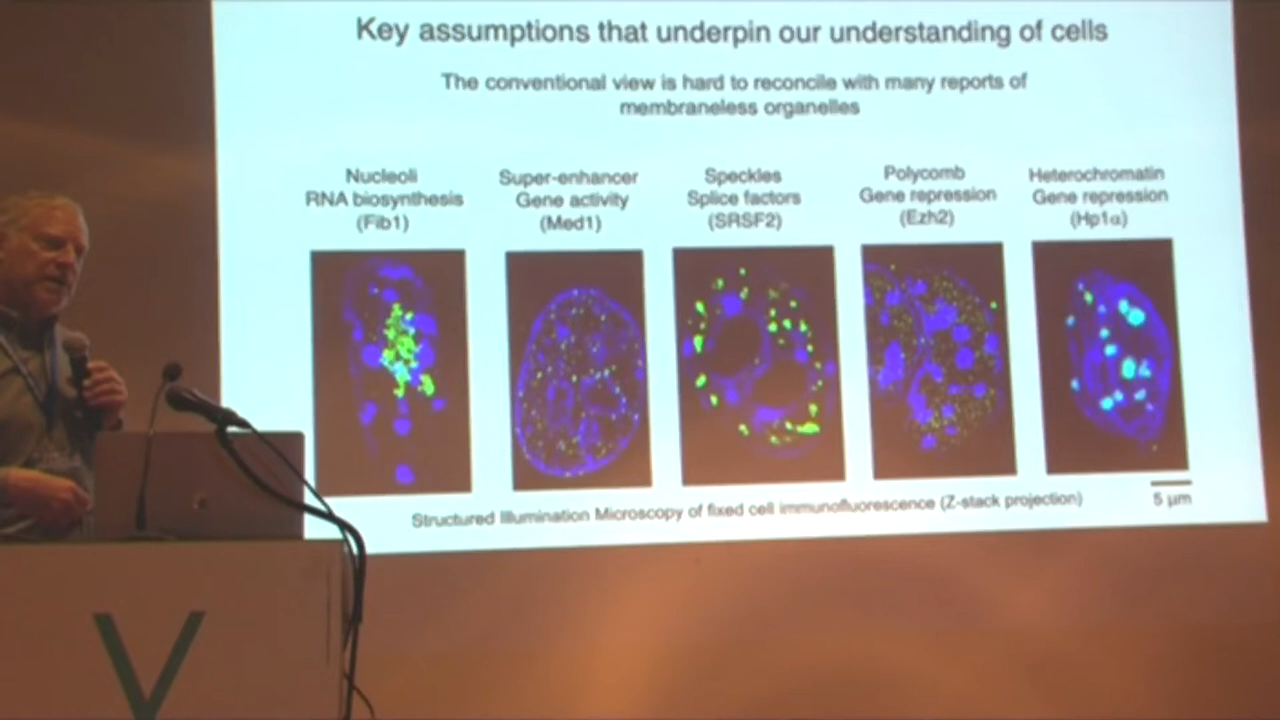 Key assumptions that underpin our understanding of cells
The conventional view is hard to reconcile with many reports of
membraneless organelles
Nucleoli
RNA biosynthesis
(Fib1)
Super-enhancer
Gene activity
(Med1)
Speckles
Splice factors
(SRSF2)
Polycomb
Gene repression
(Ezh2)
Heterochromatin
Gene repression
(Hp1α)
Structured Illumination Microscopy of fixed cell immunofluorescence (Z-stack projection)
5 μm
V